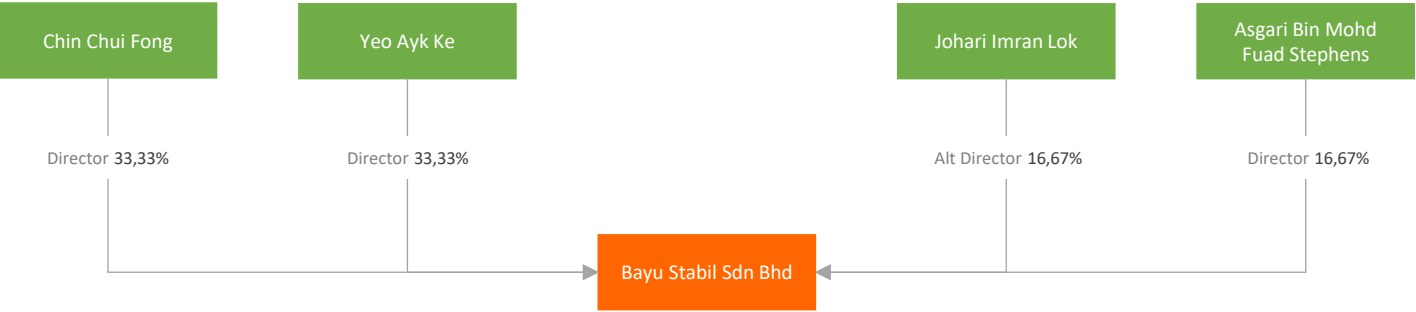 Chin Chui Fong
Yeo Ayk Ke
Johari Imran Lok
Asgari Bin Mohd
Fuad Stephens
Director 33,33%
Director 33,33%
Alt Director 16,67%
Director 16,67%
Bayu Stabil Sdn Bhd